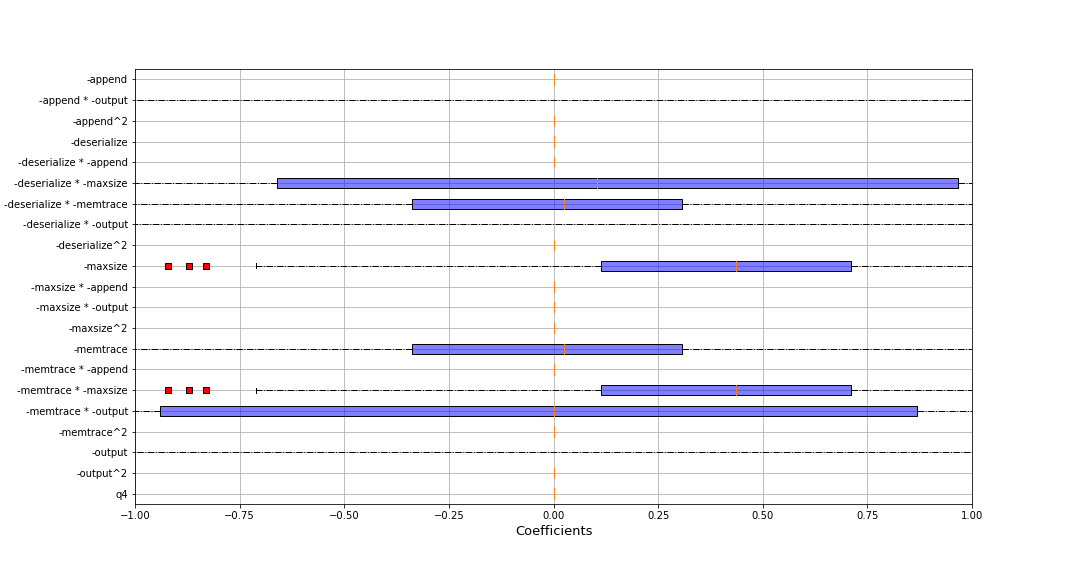 -append
-append * -output
-append^2
-deserialize
-deserialize * -append
-deserialize * -maxsize
-deserialize * -memtrace
-deserialize * -output
-deserialize^2
-maxsize
-maxsize * -append
-maxsize * -output
-maxsize^2
-memtrace
-memtrace * -append
-memtrace * -maxsize
-memtrace * -output
-memtrace^2
-output
-output^2
q4
−1.00 −0.75 −0.50 −0.25 0.00 0.25 0.50 0.75 1.00
Coefficients